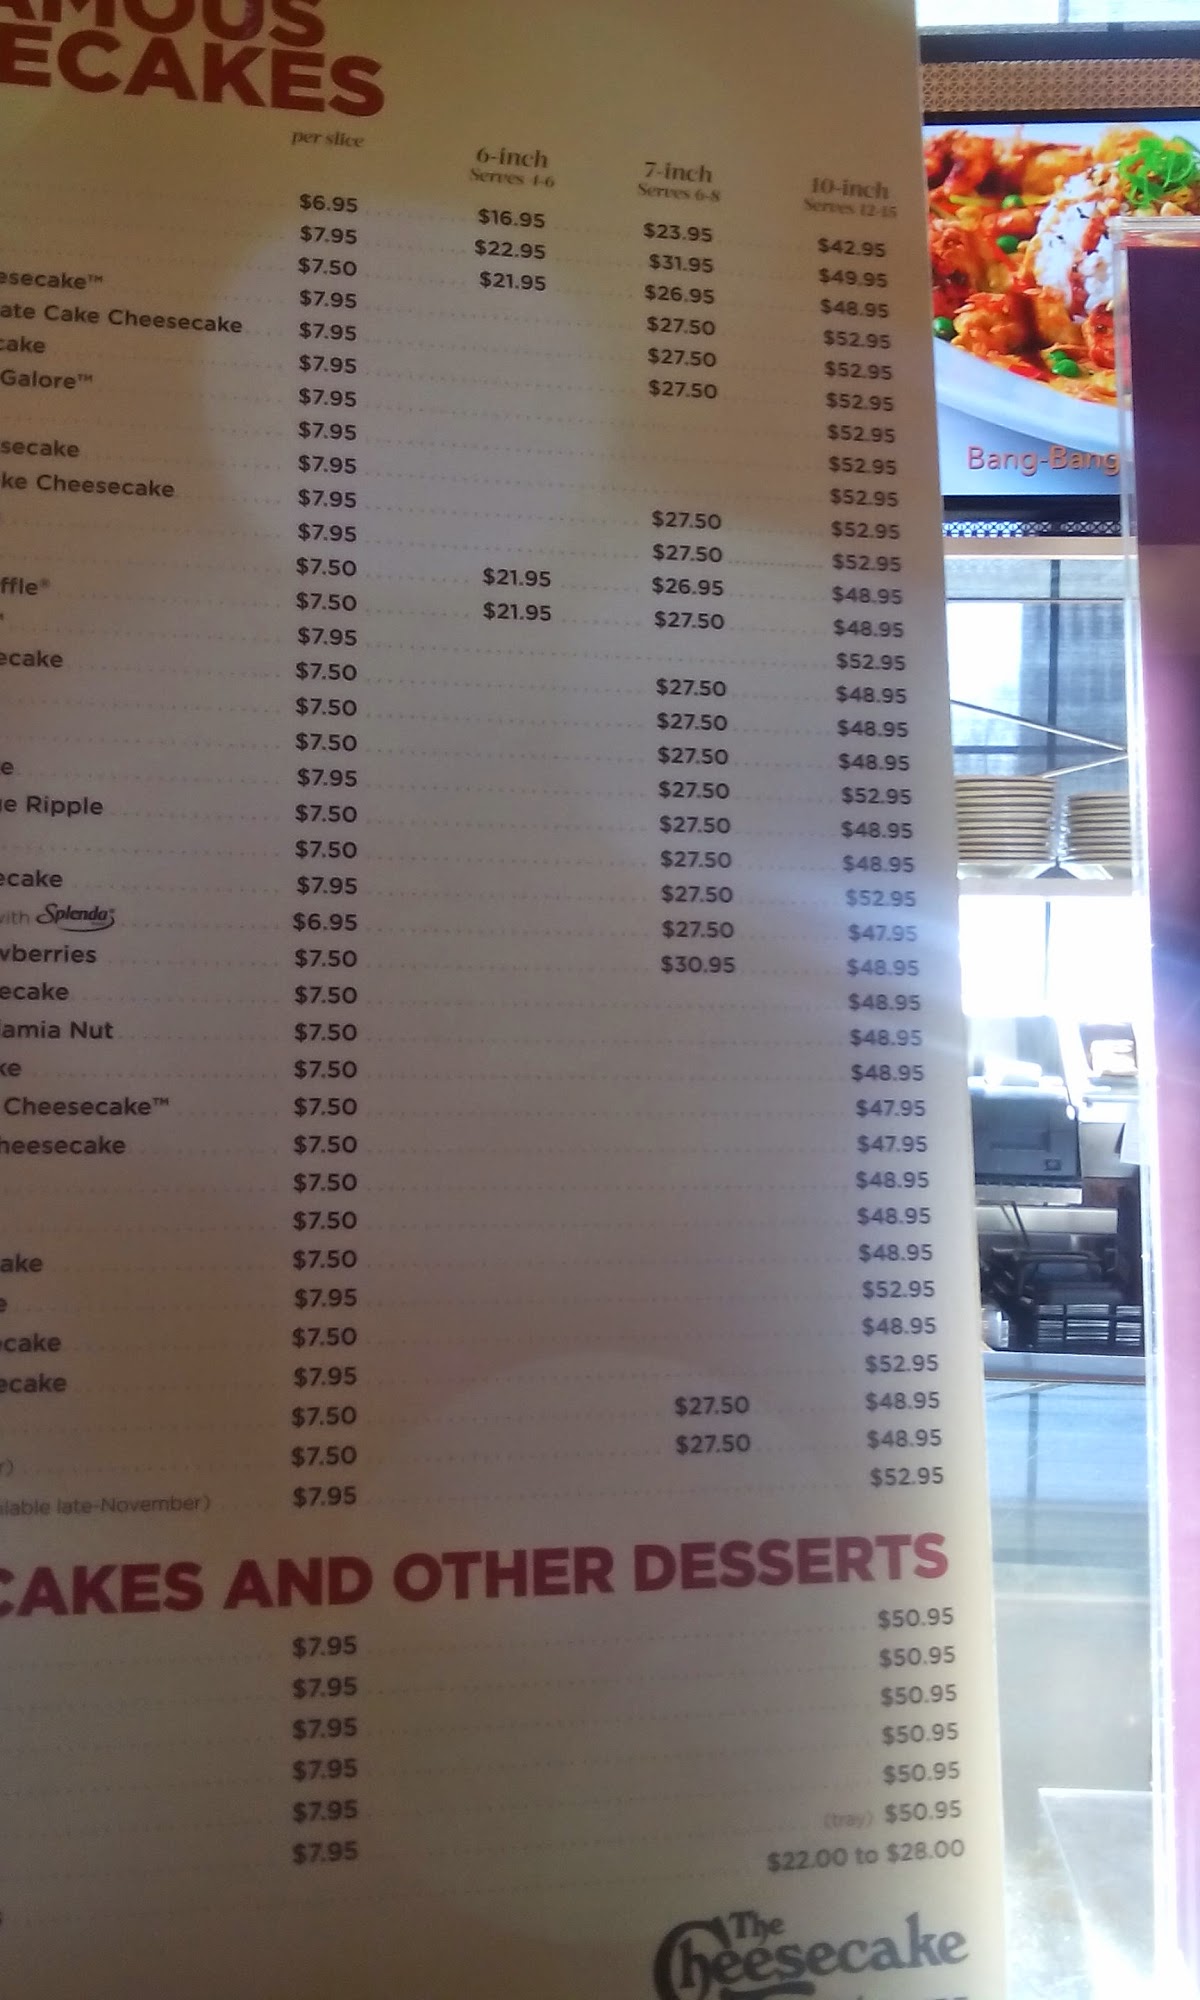 AMOUS
ECAKES
per slice 6-inch 7-inch 10-inch
Serves 4-6 Serves 6-8 Serves 12-15
$6.95 $16.95 $23.95 $42.95
$7.95 $22.95 $31.95 $49.95
$7.50 $21.95 $26.95 $48.95
esecake™ $7.95 $27.50 $52.95
ate Cake Cheesecake $7.95 $27.50 $52.95
cake $7.95 $27.50 $52.95
Galore™ $7.95 $52.95
$7.95 $52.95
secake $7.95 $52.95
ke Cheesecake $7.95 $27.50 $52.95
$7.95 $27.50 $52.95
$7.50 $21.95 $26.95 $48.95
ffle® $7.50 $21.95 $27.50 $48.95
$7.95 $52.95
ecake $7.50 $27.50 $48.95
$7.50 $27.50 $48.95
$7.50 $27.50 $48.95
e $7.95 $27.50 $52.95
e Ripple $7.50 $27.50 $48.95
$7.50 $27.50 $48.95
ecake $7.95 $27.50 $52.95
with Splenda® $6.95 $27.50 $47.95
wberries $7.50 $30.95 $48.95
ecake $7.50 $48.95
damia Nut $7.50 $48.95
ke $7.50 $48.95
Cheesecake™ $7.50 $47.95
heesecake $7.50 $47.95
$7.50 $48.95
$7.50 $48.95
ake $7.50 $48.95
e $7.95 $52.95
ecake $7.50 $48.95
ecake $7.95 $52.95
$7.50 $27.50 $48.95
r) $7.50 $27.50 $48.95
ilable late-November) $7.95 $52.95
CAKES AND OTHER DESSERTS
$7.95 $50.95
$7.95 $50.95
$7.95 $50.95
$7.95 $50.95
$7.95 $50.95
$7.95 (tray) $50.95
$22.00 to $28.00
The
Cheesecake
Bang-Bang